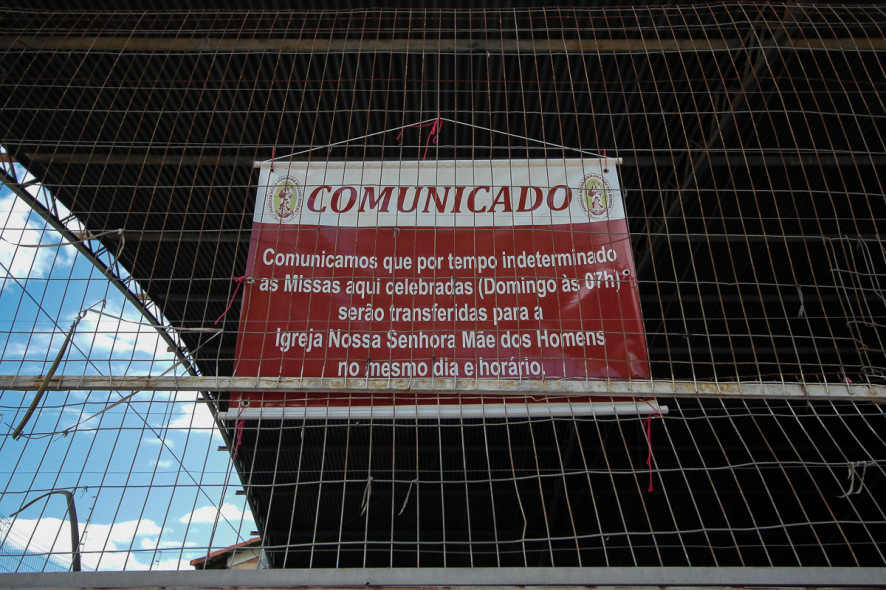 COMUNICADO
Comunicamos que por tempo indeterminado
as Missas aqui celebradas (Domingo às 07h)
serão transferidas para a
Igreja Nossa Senhora Mãe dos Homens
no mesmo dia e horário.